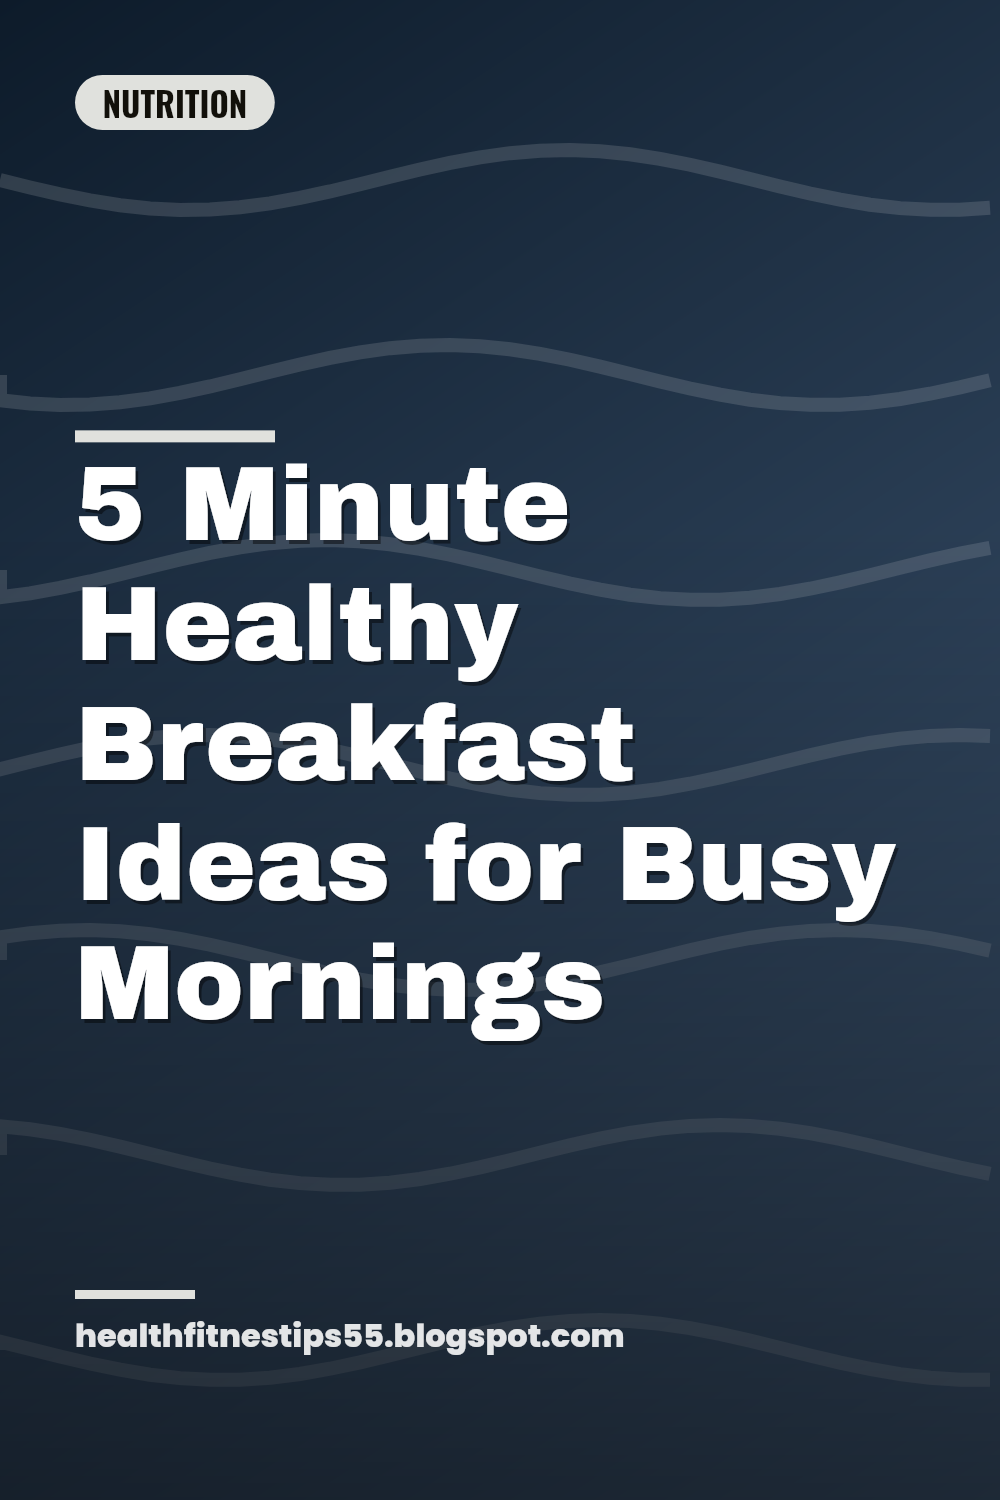 NUTRITION
5 Minute
Healthy
Breakfast
Ideas for Busy
Mornings
healthfitnestips55.blogspot.com